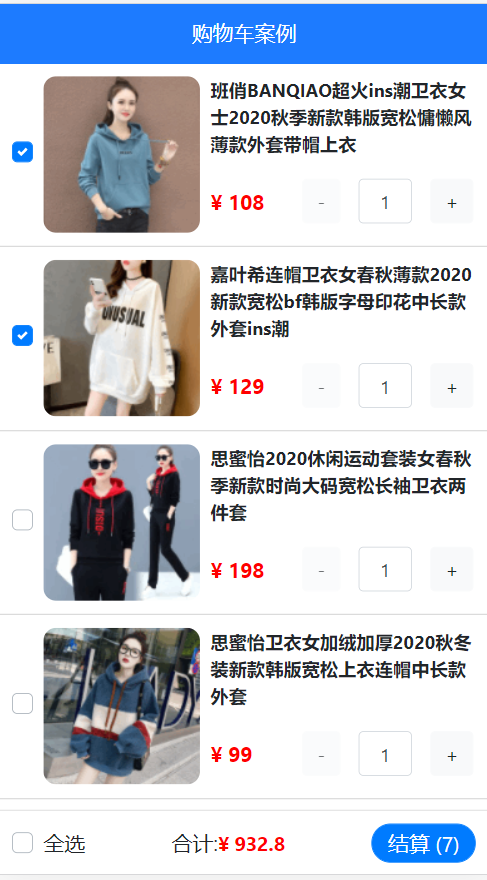 购物车案例
班俏BANQIAO超火ins潮卫衣女
士2020秋季新款韩版宽松慵懒风
薄款外套带帽上衣
¥ 108 - 1 +
嘉叶希连帽卫衣女春秋薄款2020
新款宽松bf韩版字母印花中长款
外套ins潮
UNUSUAL
¥ 129 - 1 +
思蜜怡2020休闲运动套装女春秋
季新款时尚大码宽松长袖卫衣两
件套
¥ 198 - 1 +
思蜜怡卫衣女加绒加厚2020秋冬
装新款韩版宽松上衣连帽中长款
外套
¥ 99 - 1 +
全选 合计:¥ 932.8 结算 (7)